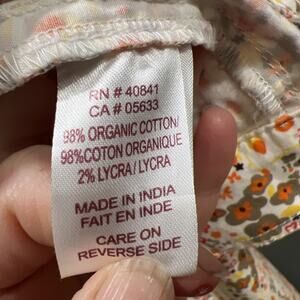 RN # 40841
CA # 05633
98% ORGANIC COTTON/
98%COTON ORGANIQUE
2% LYCRA/ LYCRA
MADE IN INDIA
FAIT EN INDE
CARE ON
REVERSE SIDE